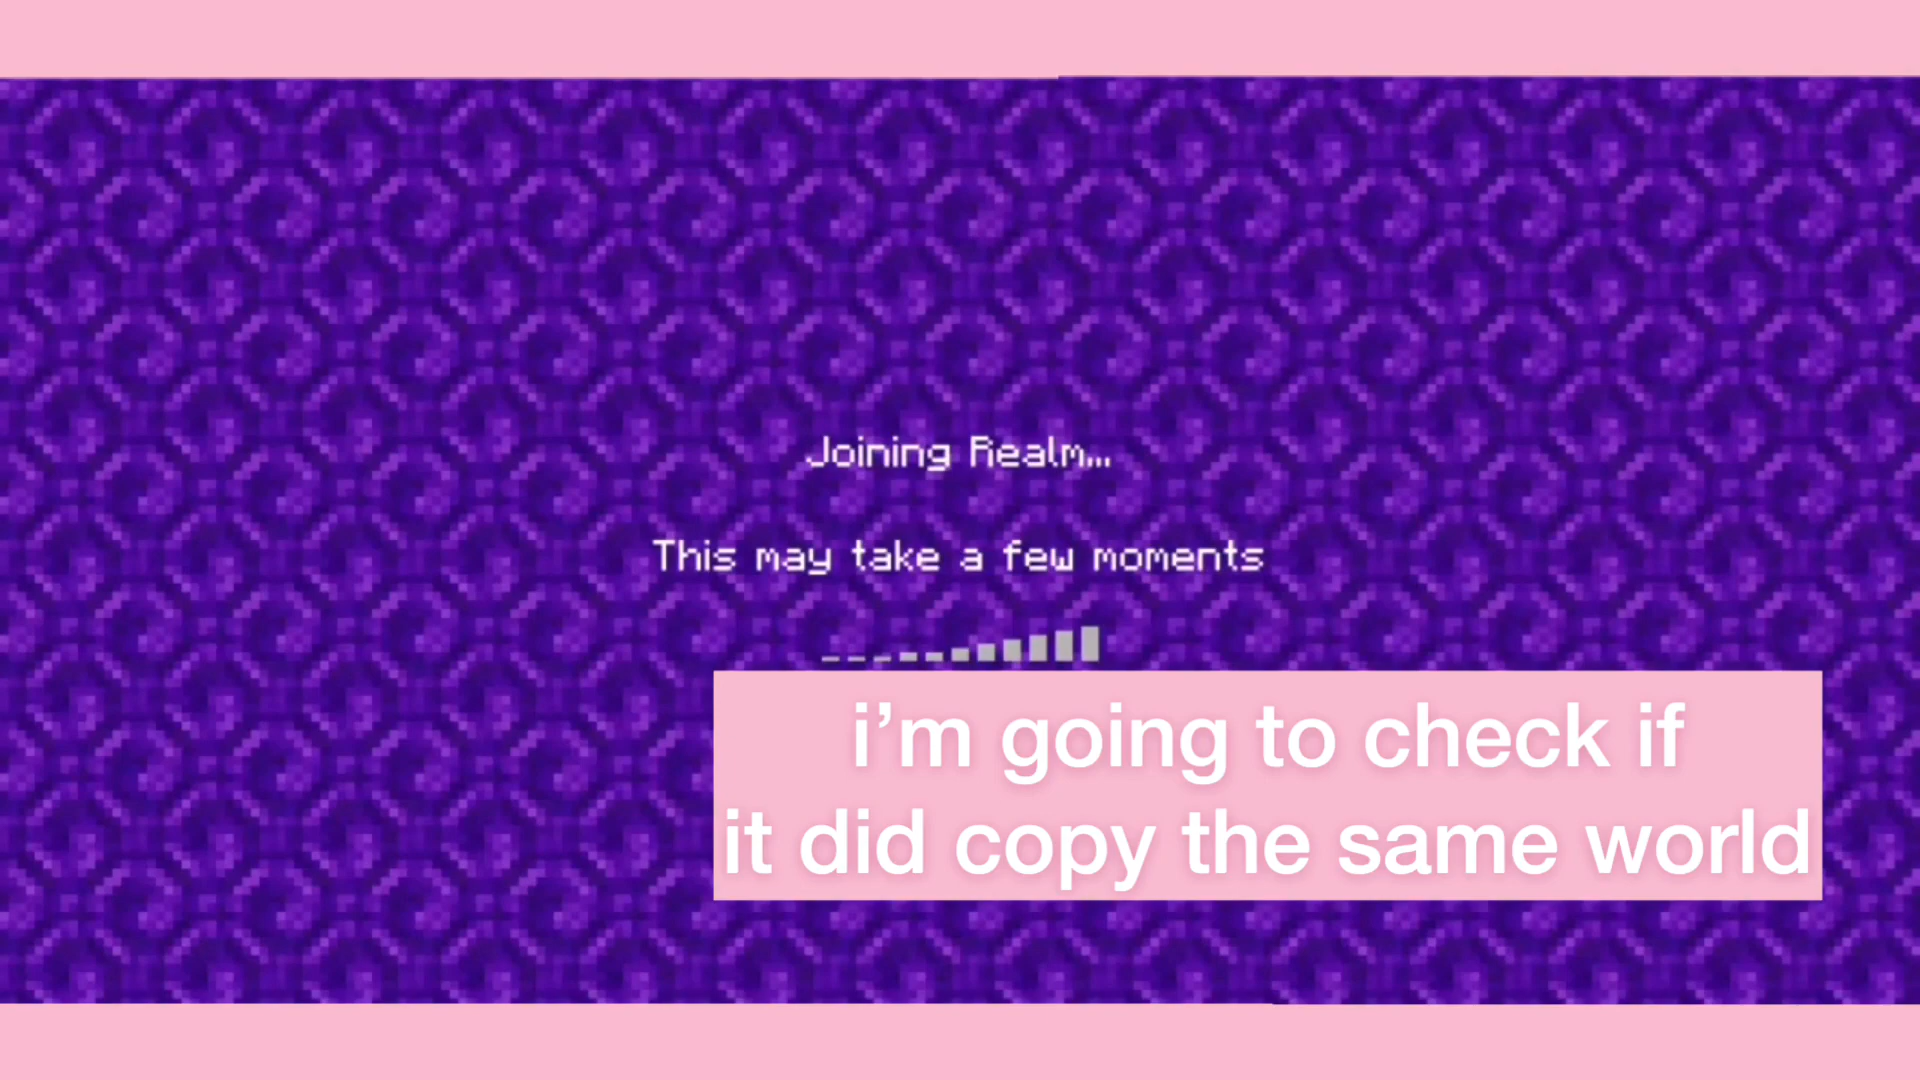 Joining Realm...
This may take a few moments
i’m going to check if
it did copy the same world